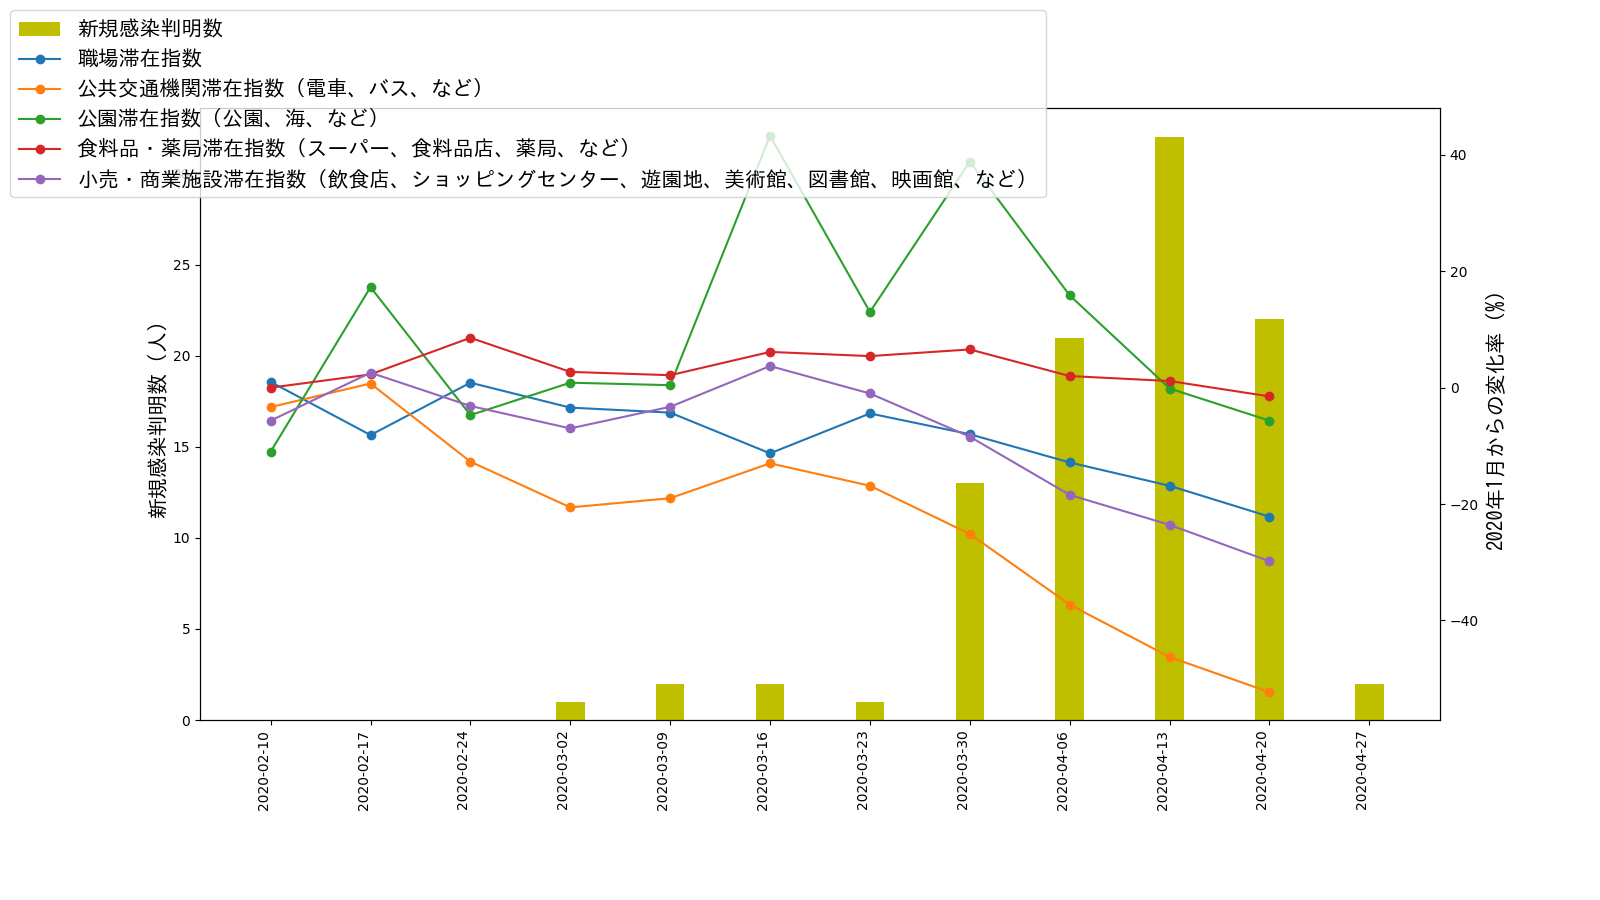 新規感染判明数
職場滞在指数
公共交通機関滞在指数（電車、バス、など）
公園滞在指数（公園、海、など）
食料品・薬局滞在指数（スーパー、食料品店、薬局、など）
小売・商業施設滞在指数（飲食店、ショッピングセンター、遊園地、美術館、図書館、映画館、など）
新規感染判明数（人）
25
20
15
10
5
0
40
20
0
−20
−40
2020年1月からの変化率（%）
2020-02-10
2020-02-17
2020-02-24
2020-03-02
2020-03-09
2020-03-16
2020-03-23
2020-03-30
2020-04-06
2020-04-13
2020-04-20
2020-04-27